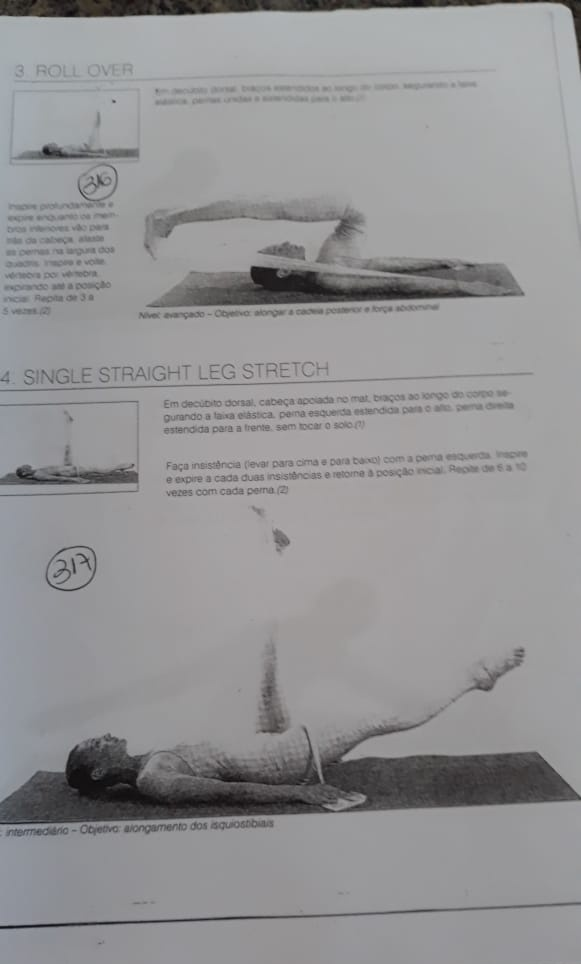 3. ROLL OVER
Em decúbito dorsal, braços estendidos ao longo do corpo, segurando a faixa
elástica, pernas unidas e estendidas para o alto.(1)
316
Inspire profundamente e
expire enquanto os mem-
bros inferiores vão para
trás da cabeça, afaste
as pernas na largura dos
quadris. Inspire e volte,
vértebra por vértebra,
expirando até a posição
inicial. Repita de 3 a
5 vezes.(2)
Nível: avançado – Objetivo: alongar a cadeia posterior e força abdominal
4. SINGLE STRAIGHT LEG STRETCH
Em decúbito dorsal, cabeça apoiada no mat, braços ao longo do corpo se-
gurando a faixa elástica, perna esquerda estendida para o alto, perna direita
estendida para a frente, sem tocar o solo.(1)
Faça insistência (levar para cima e para baixo) com a perna esquerda. Inspire
e expire a cada duas insistências e retorne à posição inicial. Repita de 6 a 10
vezes com cada perna.(2)
317
: intermediário – Objetivo: alongamento dos isquiostibiais